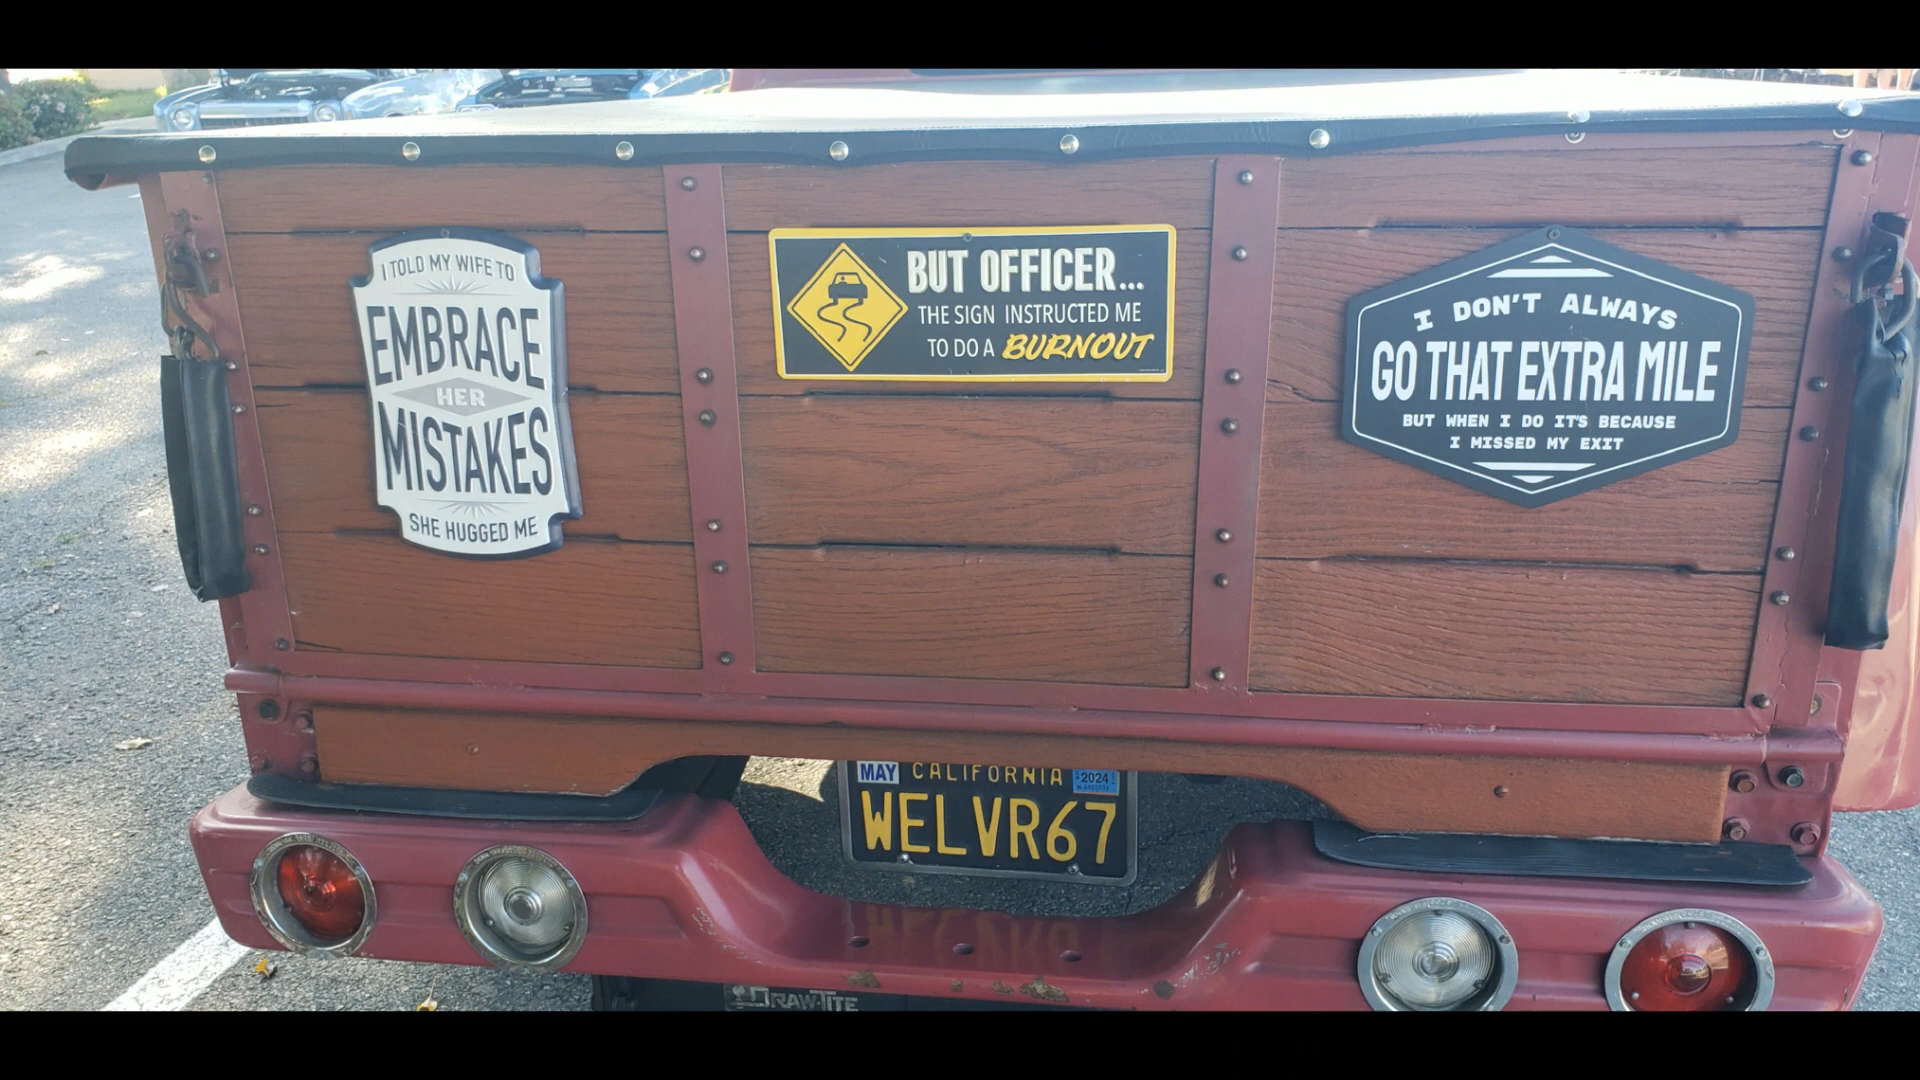 I TOLD MY WIFE TO
EMBRACE
HER
MISTAKES
SHE HUGGED ME
BUT OFFICER...
THE SIGN INSTRUCTED ME
TO DO A BURNOUT
I DON'T ALWAYS
GO THAT EXTRA MILE
BUT WHEN I DO IT'S BECAUSE
I MISSED MY EXIT
MAY CALIFORNIA 2024
WELVR67
DRAW-TITE